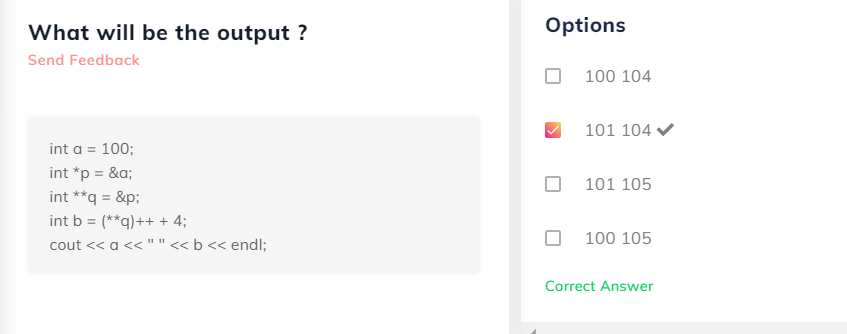 What will be the output ?
Send Feedback
int a = 100;
int *p = &a;
int **q = &p;
int b = (**q)++ + 4;
cout << a << " " << b << endl;
Options
100 104
101 104
101 105
100 105
Correct Answer